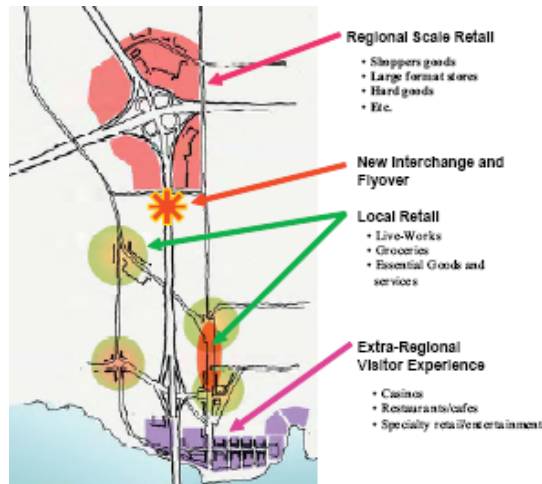 Regional Scale Retail
• Shoppers goods
• Large format stores
• Hard goods
• Etc.
New Interchange and
Flyover
Local Retail
• Live-Works
• Groceries
• Essential Goods and
services
Extra-Regional
Visitor Experience
• Casinos
• Restaurants/cafes
• Specialty retail/entertainment